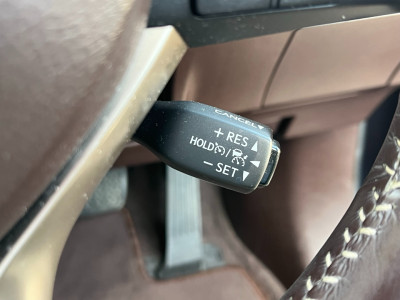 CANCEL
+ RES
HOLD /
− SET